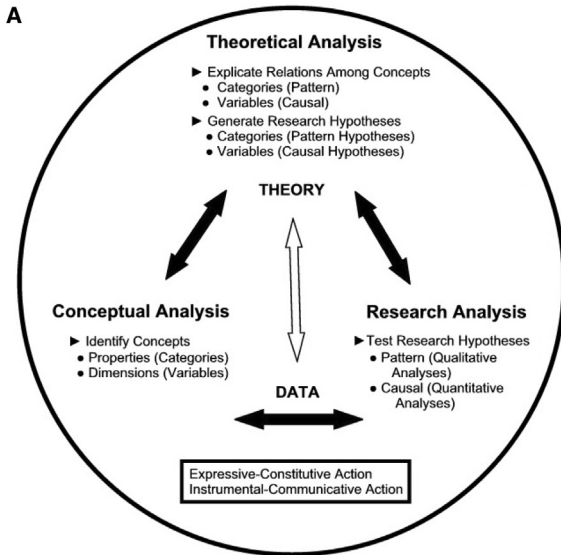 A
Theoretical Analysis
► Explicate Relations Among Concepts
● Categories (Pattern)
● Variables (Causal)
► Generate Research Hypotheses
● Categories (Pattern Hypotheses)
● Variables (Causal Hypotheses)
THEORY
Conceptual Analysis
► Identify Concepts
● Properties (Categories)
● Dimensions (Variables)
Research Analysis
►Test Research Hypotheses
● Pattern (Qualitative
Analyses)
● Causal (Quantitative
Analyses)
DATA
Expressive-Constitutive Action
Instrumental-Communicative Action